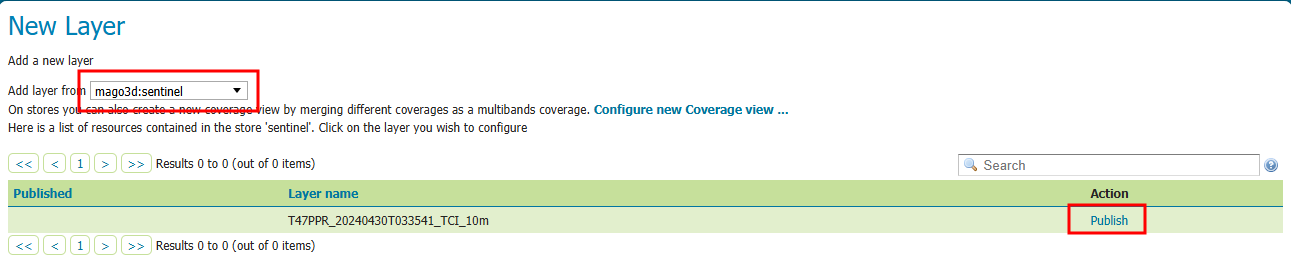 New Layer
Add a new layer
Add layer from mago3d:sentinel
On stores you can also create a new coverage view by merging different coverages as a multibands coverage. Configure new Coverage view ...
Here is a list of resources contained in the store 'sentinel'. Click on the layer you wish to configure
<< < 1 > >> Results 0 to 0 (out of 0 items) Search
Published Layer name Action
T47PPR_20240430T033541_TCI_10m Publish
<< < 1 > >> Results 0 to 0 (out of 0 items)